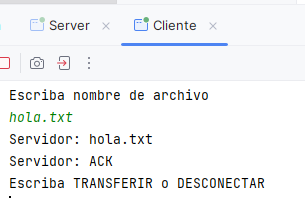 Server
Cliente
Escriba nombre de archivo
hola.txt
Servidor: hola.txt
Servidor: ACK
Escriba TRANSFERIR o DESCONECTAR